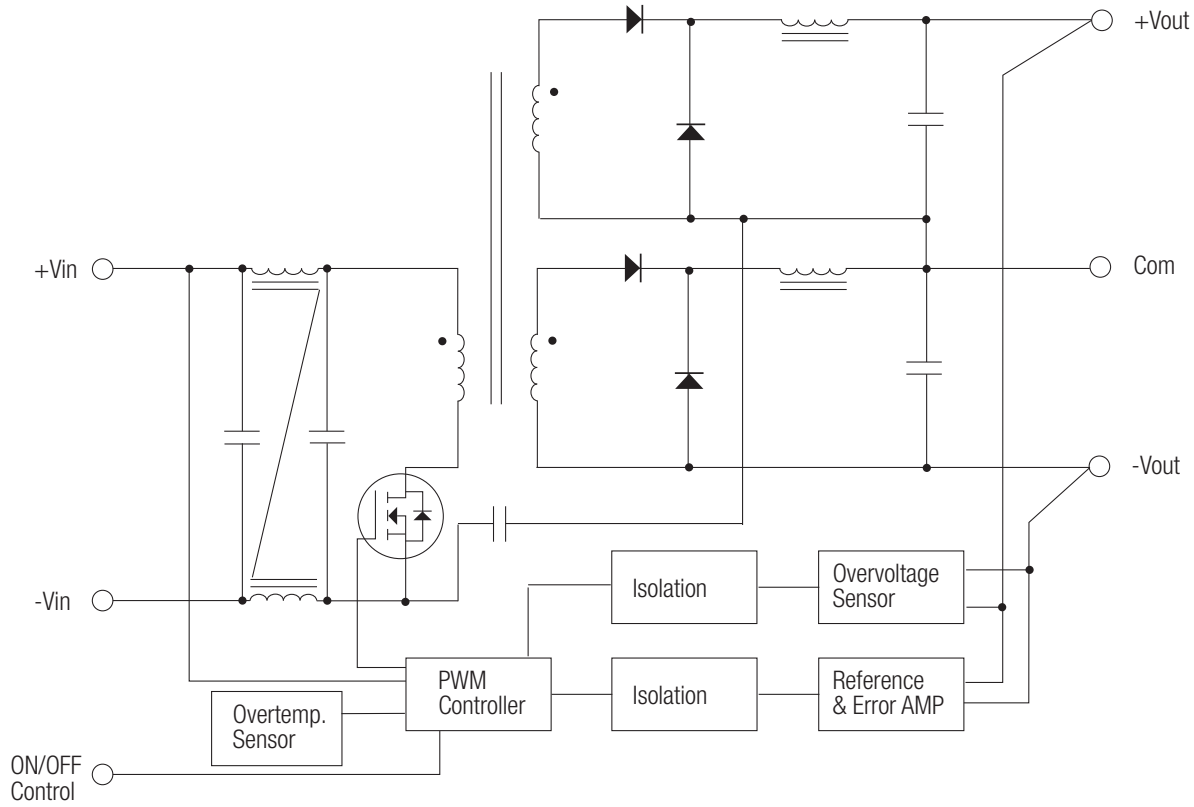 +Vout
+Vin
Com
-Vout
-Vin
Isolation
Overvoltage
Sensor
PWM
Controller
Isolation
Reference
& Error AMP
Overtemp.
Sensor
ON/OFF
Control